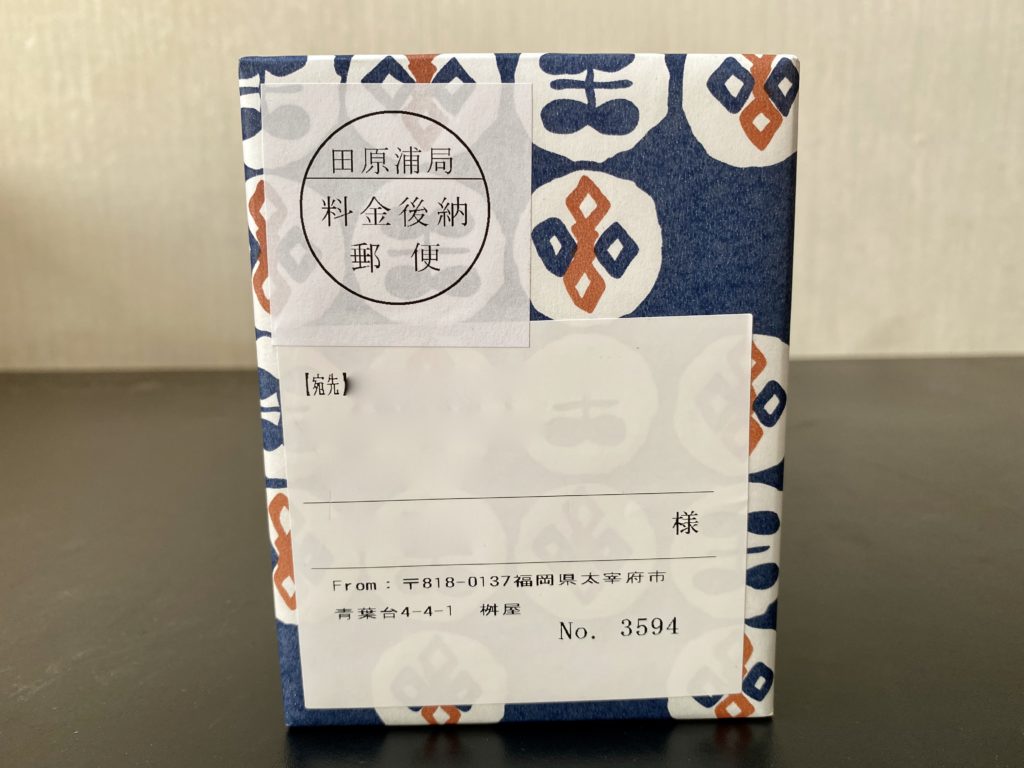 田原浦局
料金後納
郵便
【宛先】
様
From：〒818-0137福岡県太宰府市
青葉台4-4-1　桝屋
No. 3594